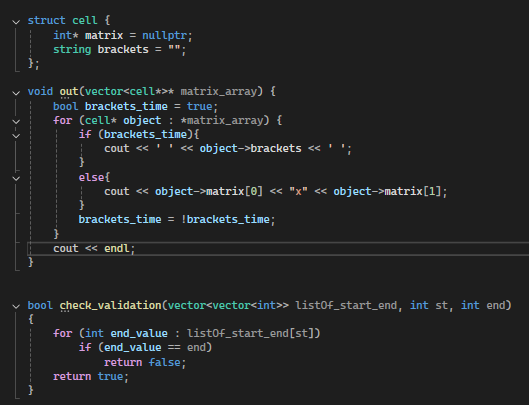 struct cell {
    int* matrix = nullptr;
    string brackets = "";
};
void out(vector<cell*>* matrix_array) {
    bool brackets_time = true;
    for (cell* object : *matrix_array) {
        if (brackets_time){
            cout << ' ' << object->brackets << ' ';
        }
        else{
            cout << object->matrix[0] << "x" << object->matrix[1];
        }
        brackets_time = !brackets_time;
    }
    cout << endl;
}
bool check_validation(vector<vector<int>> listOf_start_end, int st, int end)
{
    for (int end_value : listOf_start_end[st])
        if (end_value == end)
            return false;
    return true;
}